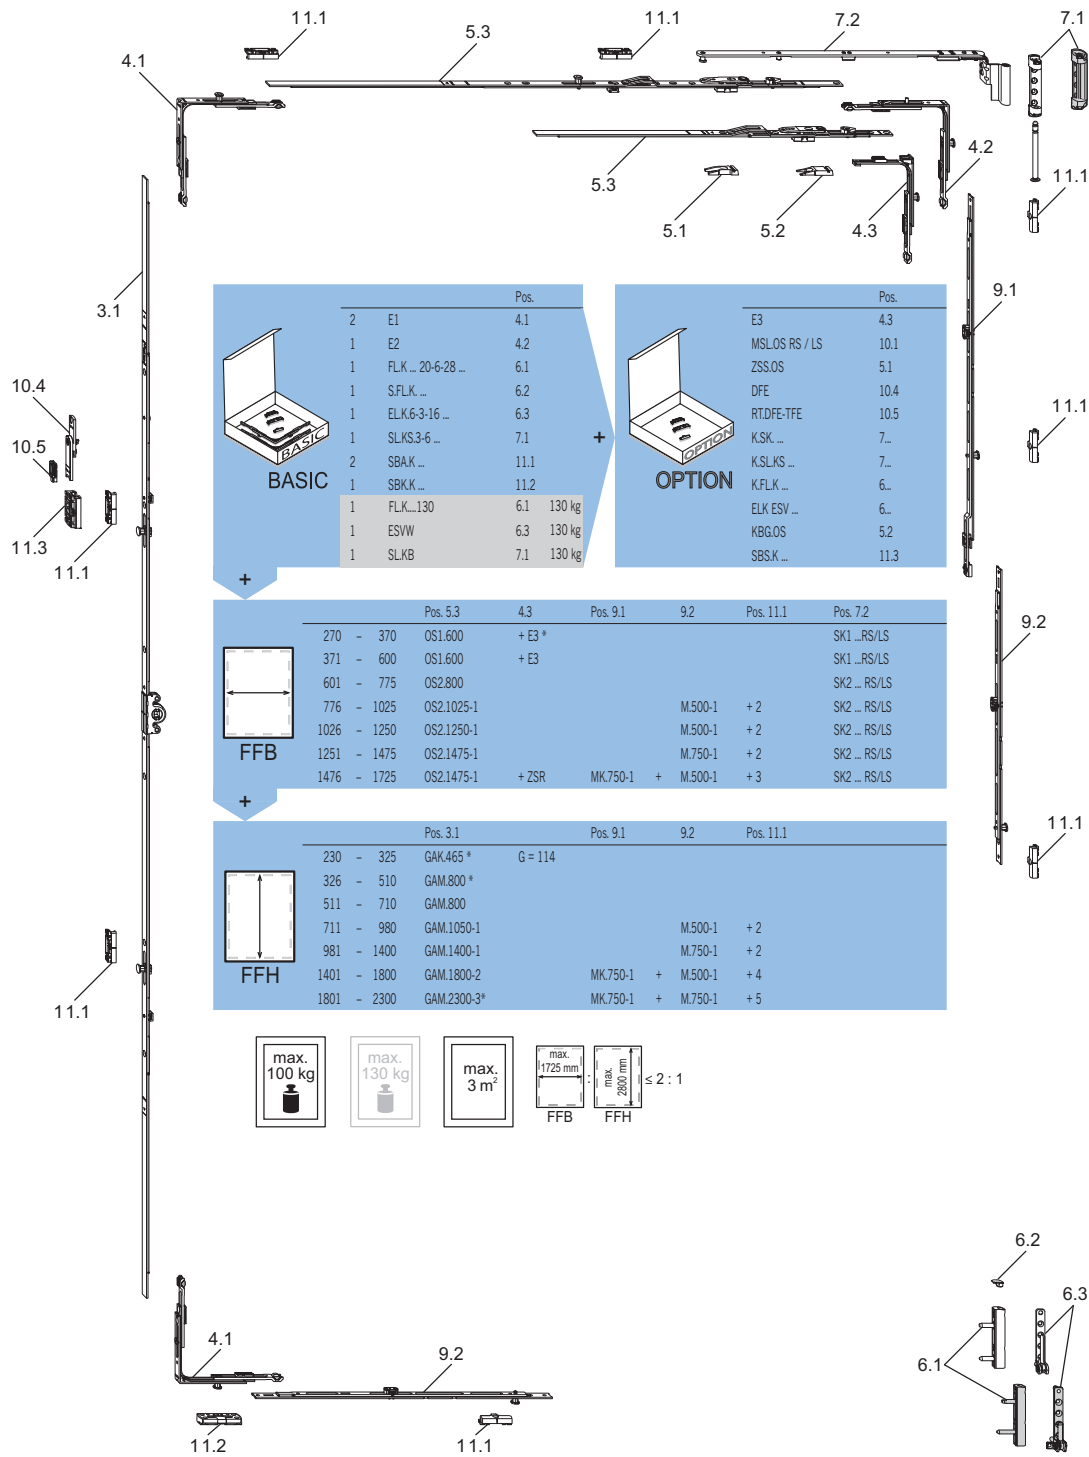 11.1
11.1
7.2
7.1
5.3
4.1
5.3
4.2
11.1
5.1
5.2
4.3
3.1
9.1
10.4
10.5
11.3
11.1
11.1
9.2
11.1
11.1
Pos.
2 E1 4.1
1 E2 4.2
1 FL.K ... 20-6-28 ... 6.1
1 S.FL.K. ... 6.2
1 EL.K.6-3-16 ... 6.3
1 SL.KS.3-6 ... 7.1
2 SBA.K ... 11.1
1 SBK.K ... 11.2
1 FL.K....130 6.1 130 kg
1 ESVW 6.3 130 kg
1 SL.KB 7.1 130 kg
BASIC
BASIC
+
Pos.
E3 4.3
MSL.OS RS / LS 10.1
ZSS.OS 5.1
DFE 10.4
RT.DFE-TFE 10.5
K.SK. ... 7...
K.SL.KS ... 7...
K.FL.K ... 6...
ELK ESV ... 6...
KBG.OS 5.2
SBS.K ... 11.3
OPTION
OPTION
+
Pos. 5.3 4.3 Pos. 9.1 9.2 Pos. 11.1 Pos. 7.2
270 – 370 OS1.600 + E3 * SK1 ...RS/LS
371 – 600 OS1.600 + E3 SK1 ...RS/LS
601 – 775 OS2.800 SK2 ... RS/LS
776 – 1025 OS2.1025-1 M.500-1 + 2 SK2 ... RS/LS
1026 – 1250 OS2.1250-1 M.500-1 + 2 SK2 ... RS/LS
1251 – 1475 OS2.1475-1 M.750-1 + 2 SK2 ... RS/LS
1476 – 1725 OS2.1475-1 + ZSR MK.750-1 + M.500-1 + 3 SK2 ... RS/LS
FFB
+
Pos. 3.1 Pos. 9.1 9.2 Pos. 11.1
230 – 325 GAK.465 * G = 114
326 – 510 GAM.800 *
511 – 710 GAM.800
711 – 980 GAM.1050-1 M.500-1 + 2
981 – 1400 GAM.1400-1 M.750-1 + 2
1401 – 1800 GAM.1800-2 MK.750-1 + M.500-1 + 4
1801 – 2300 GAM.2300-3* MK.750-1 + M.750-1 + 5
FFH
max.
100 kg
max.
130 kg
max.
3 m²
max.
1725 mm
FFB
:
max.
2800 mm
FFH
≤ 2 : 1
6.2
6.3
6.1
4.1
9.2
11.2
11.1